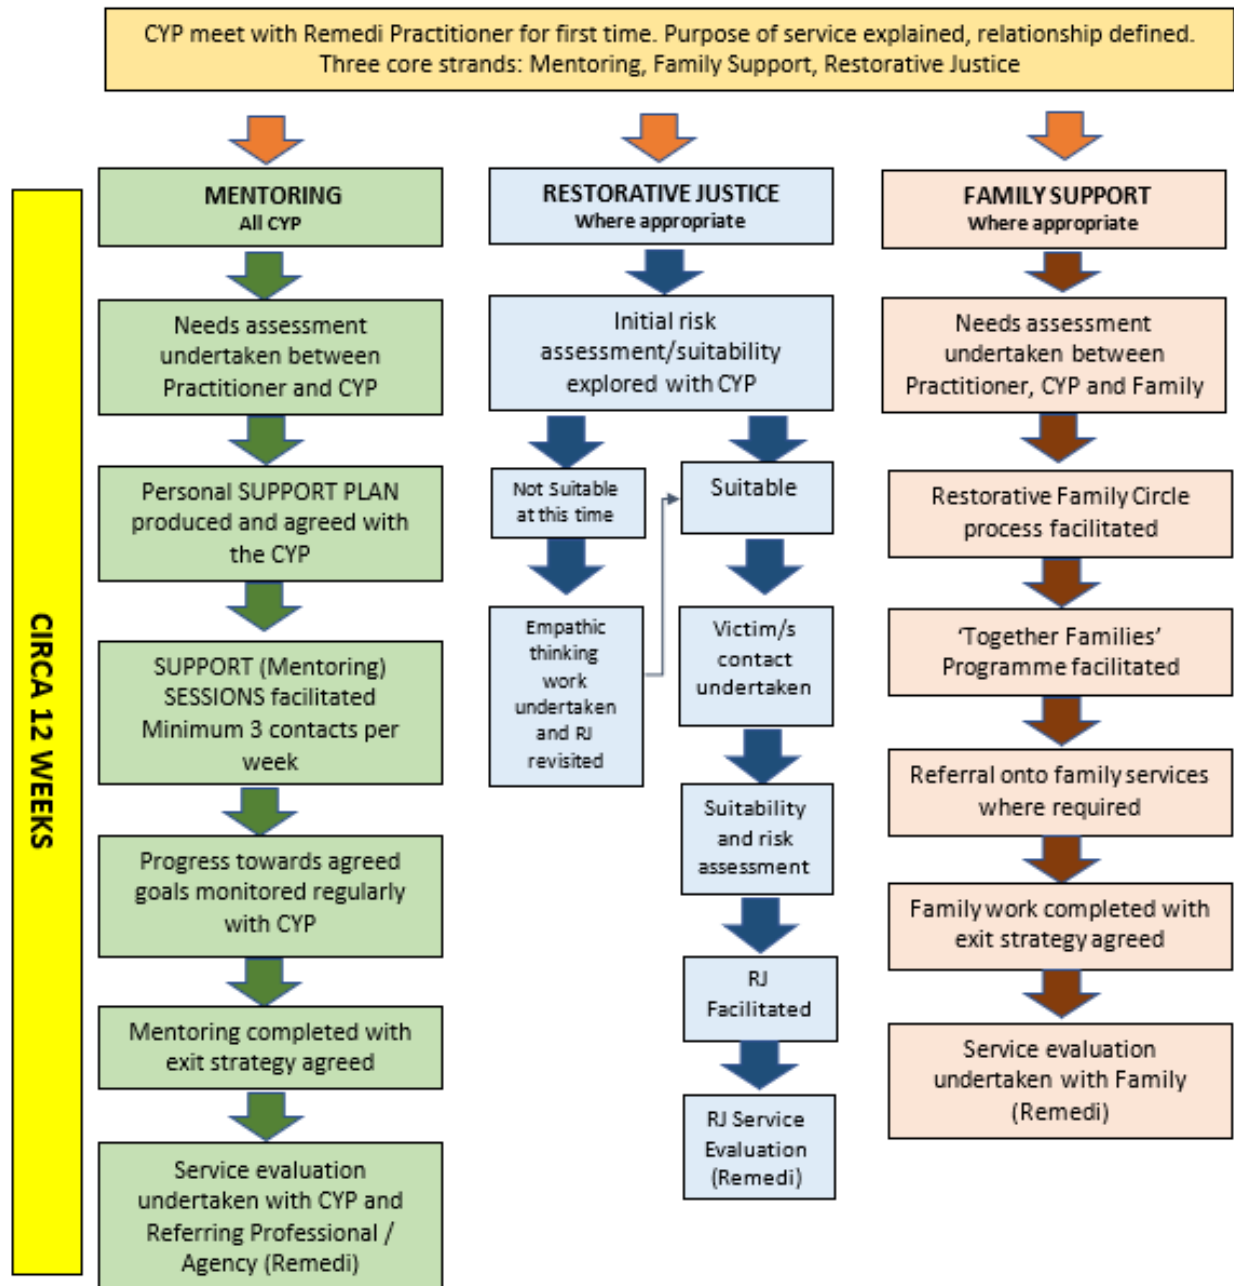 CYP meet with Remedi Practitioner for first time. Purpose of service explained, relationship defined.
Three core strands: Mentoring, Family Support, Restorative Justice
CIRCA 12 WEEKS
MENTORING
All CYP
Needs assessment
undertaken between
Practitioner and CYP
Personal SUPPORT PLAN
produced and agreed with
the CYP
SUPPORT (Mentoring)
SESSIONS facilitated
Minimum 3 contacts per
week
Progress towards agreed
goals monitored regularly
with CYP
Mentoring completed with
exit strategy agreed
Service evaluation
undertaken with CYP and
Referring Professional /
Agency (Remedi)
RESTORATIVE JUSTICE
Where appropriate
Initial risk
assessment/suitability
explored with CYP
Not Suitable
at this time
Empathic
thinking
work
undertaken
and RJ
revisited
Suitable
Victim/s
contact
undertaken
Suitability
and risk
assessment
RJ
Facilitated
RJ Service
Evaluation
(Remedi)
FAMILY SUPPORT
Where appropriate
Needs assessment
undertaken between
Practitioner, CYP and Family
Restorative Family Circle
process facilitated
‘Together Families’
Programme facilitated
Referral onto family services
where required
Family work completed with
exit strategy agreed
Service evaluation
undertaken with Family
(Remedi)